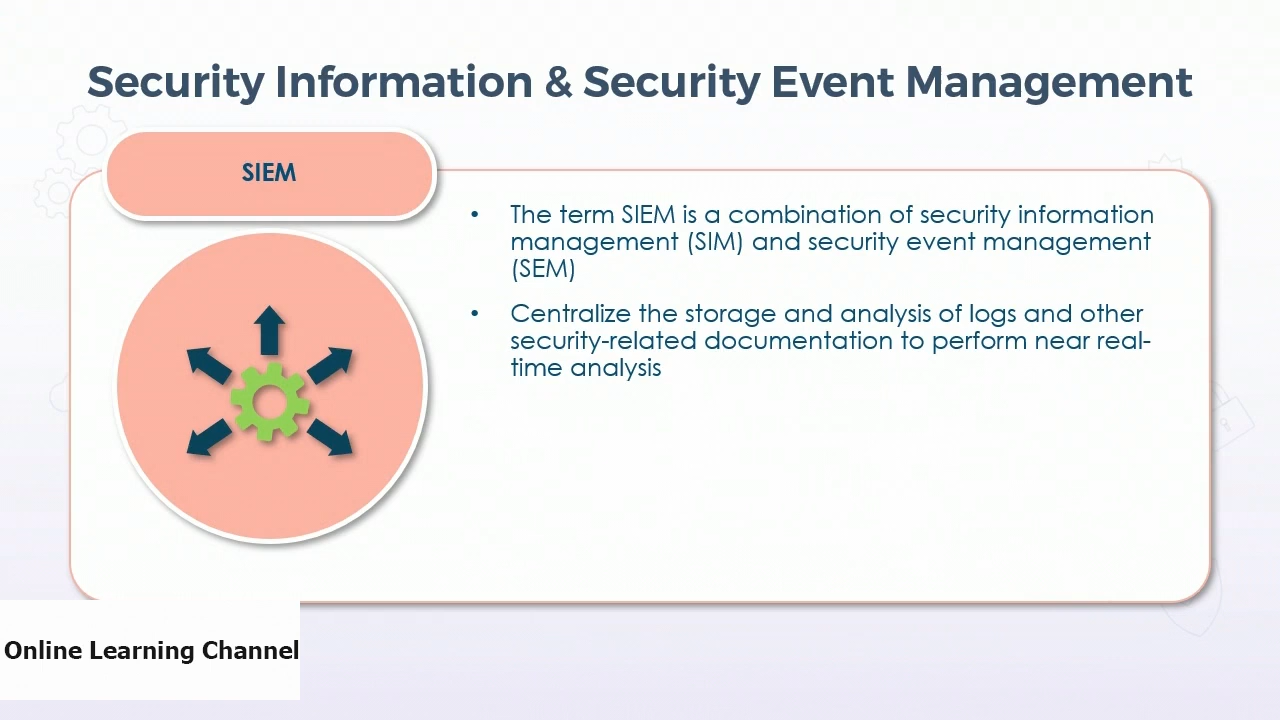 Security Information & Security Event Management
SIEM
• The term SIEM is a combination of security information
management (SIM) and security event management
(SEM)
• Centralize the storage and analysis of logs and other
security-related documentation to perform near real-
time analysis
Online Learning Channel